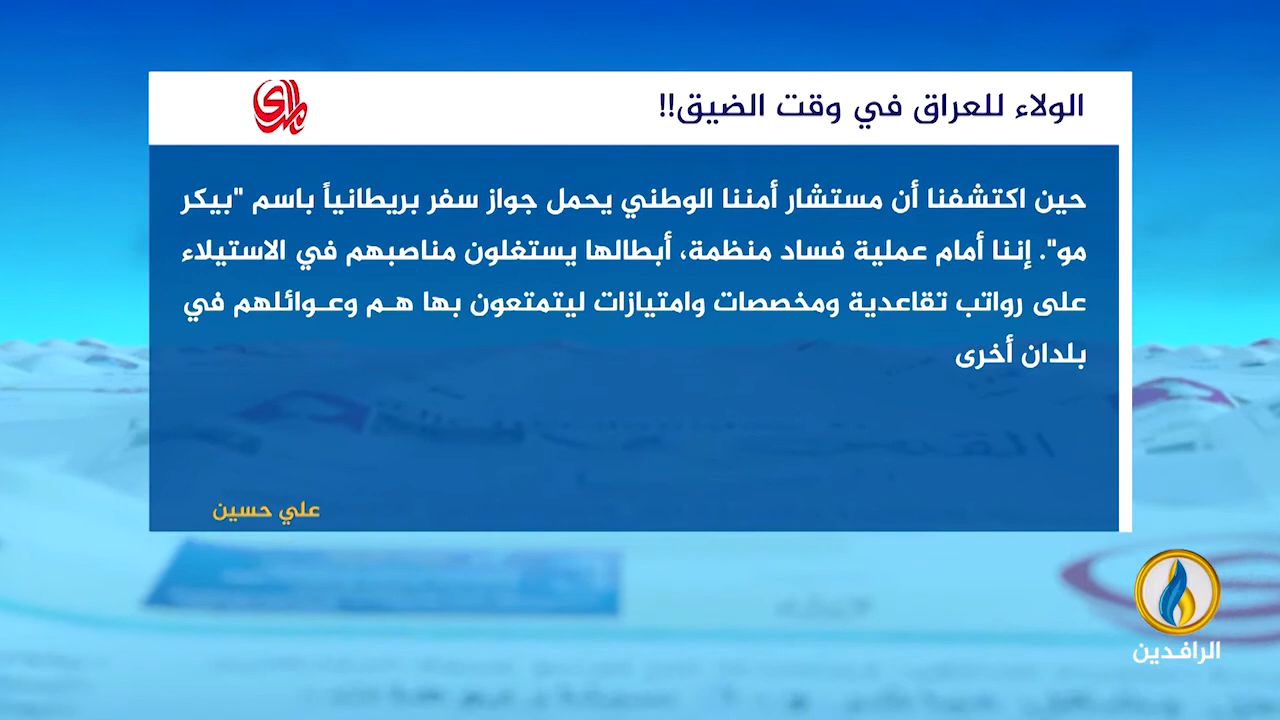 الولاء للعراق في وقت الضيق!!
المدى
حين اكتشفنا أن مستشار أمننا الوطني يحمل جواز سفر بريطانياً باسم "بيكر
مو". إننا أمام عملية فساد منظمة، أبطالها يستغلون مناصبهم في الاستيلاء
على رواتب تقاعدية ومخصصات وامتيازات ليتمتعون بها هـم وعـوائلهم في
بلدان أخرى
علي حسين
الرافـدين